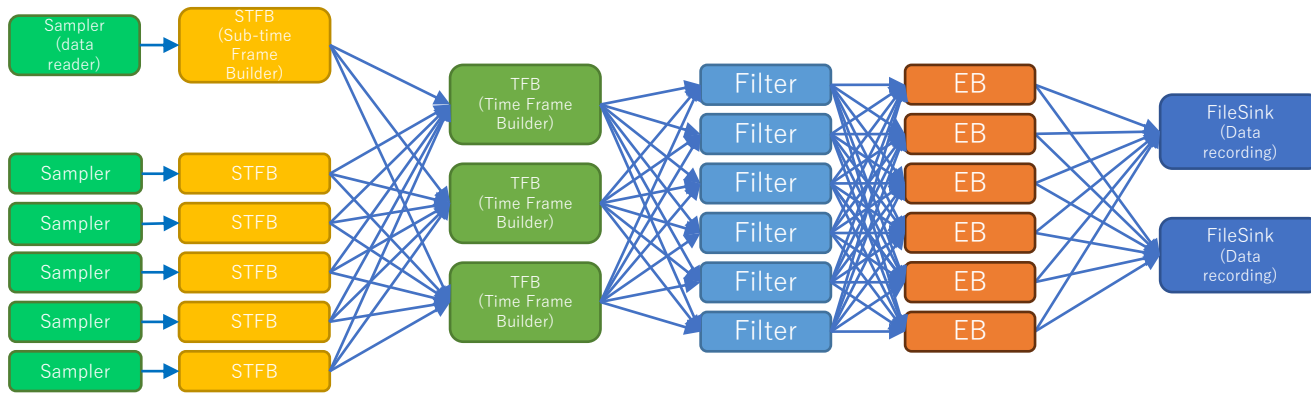 Sampler
(data
reader)
STFB
(Sub-time
Frame
Builder)
Sampler
STFB
Sampler
STFB
Sampler
STFB
Sampler
STFB
Sampler
STFB
TFB
(Time Frame
Builder)
TFB
(Time Frame
Builder)
TFB
(Time Frame
Builder)
Filter
Filter
Filter
Filter
Filter
Filter
EB
EB
EB
EB
EB
EB
FileSink
(Data
recording)
FileSink
(Data
recording)